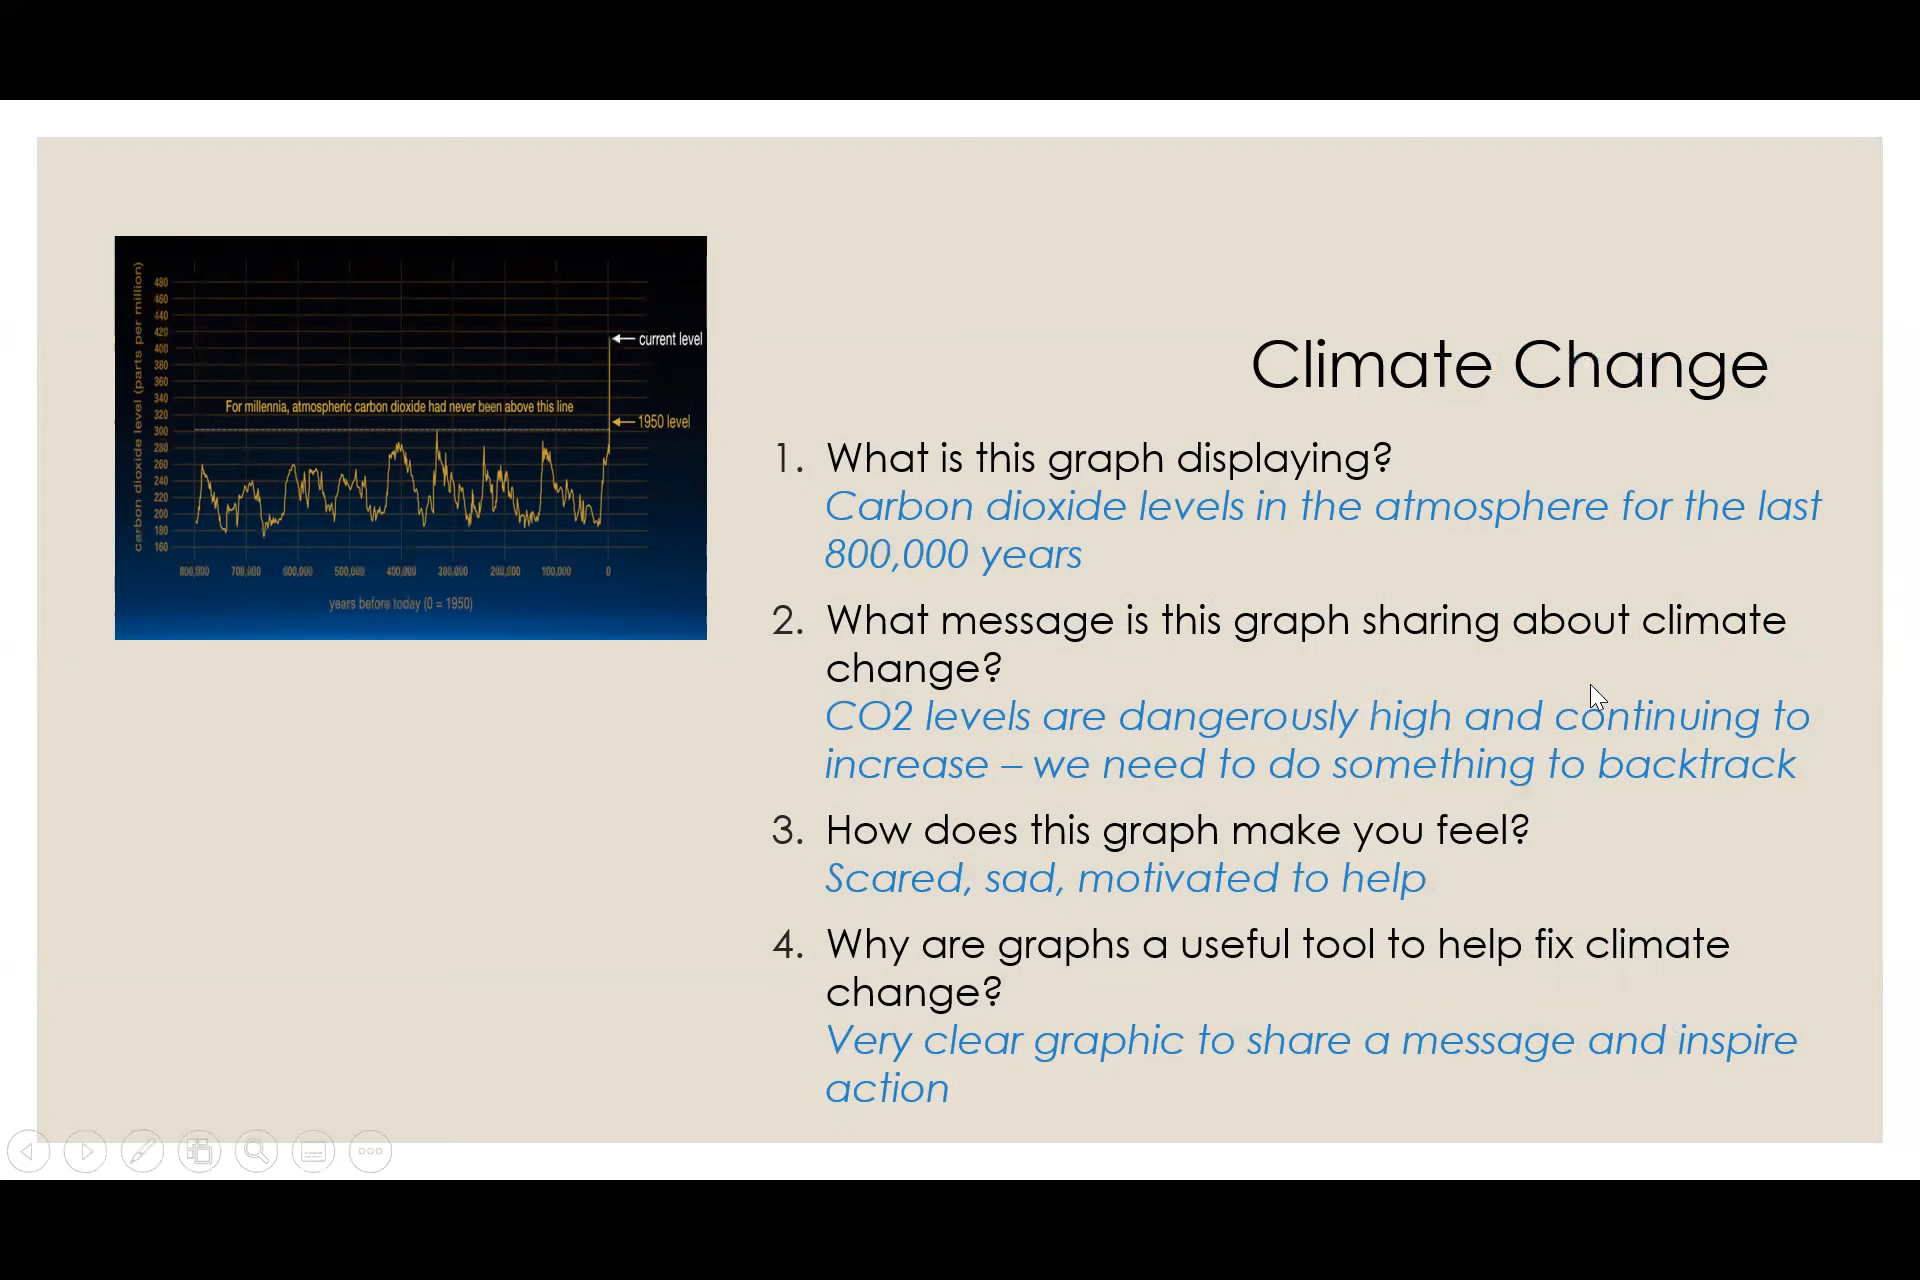 carbon dioxide level (parts per million)
480
460
440
420
400
380
360
340
320
300
280
260
240
220
200
180
160
← current level
For millennia, atmospheric carbon dioxide had never been above this line
← 1950 level
800,000 700,000 600,000 500,000 400,000 300,000 200,000 100,000 0
years before today (0 = 1950)
Climate Change
1. What is this graph displaying?
Carbon dioxide levels in the atmosphere for the last
800,000 years
2. What message is this graph sharing about climate
change?
CO2 levels are dangerously high and continuing to
increase – we need to do something to backtrack
3. How does this graph make you feel?
Scared, sad, motivated to help
4. Why are graphs a useful tool to help fix climate
change?
Very clear graphic to share a message and inspire
action